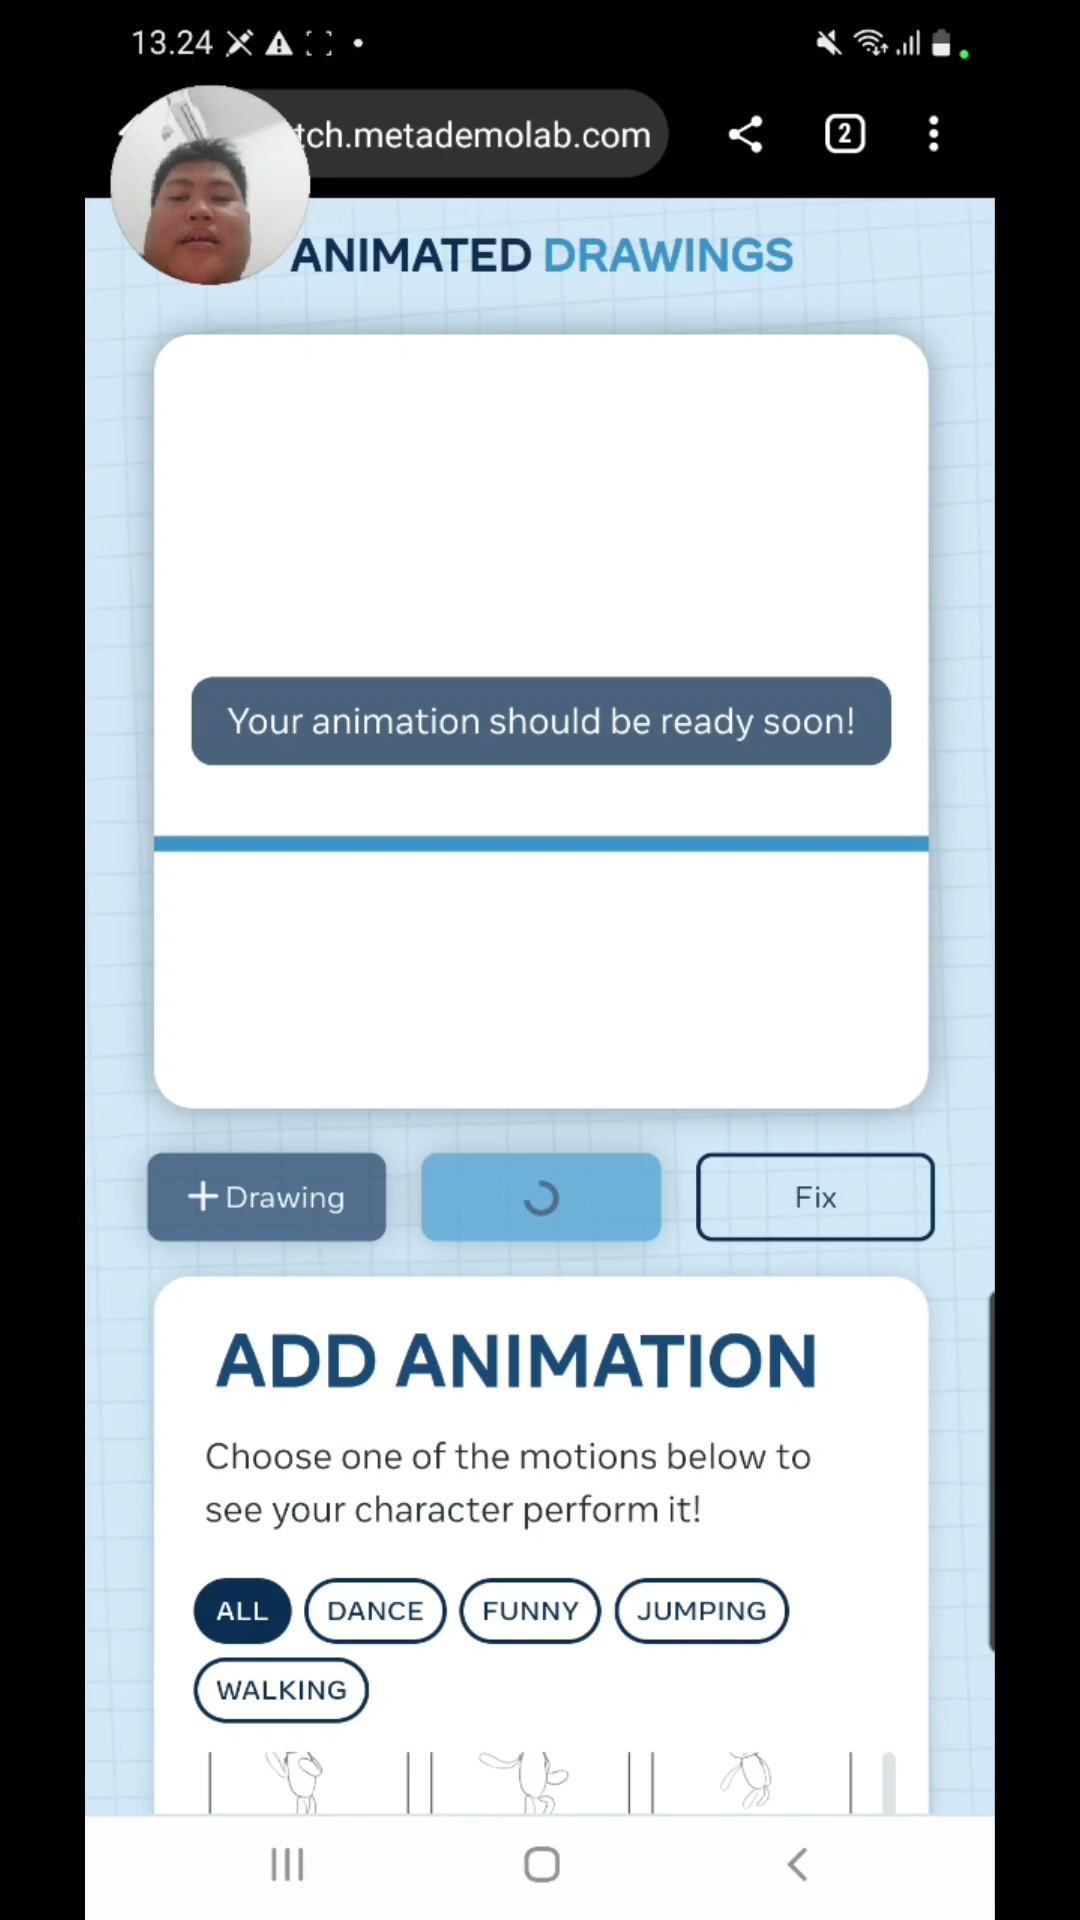 13.24
tch.metademolab.com
2
ANIMATED DRAWINGS
Your animation should be ready soon!
+ Drawing
Fix
ADD ANIMATION
Choose one of the motions below to
see your character perform it!
ALL DANCE FUNNY JUMPING
WALKING